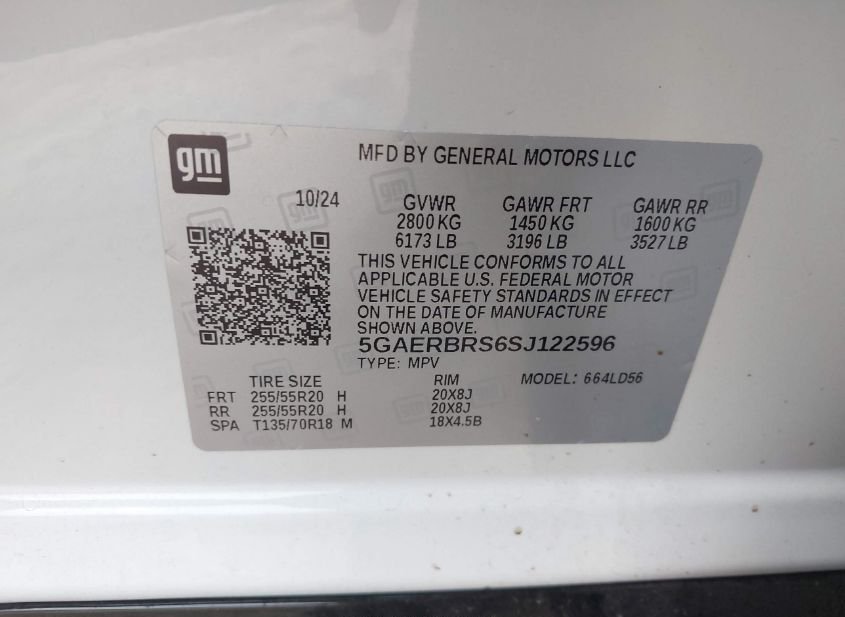 gm
MFD BY GENERAL MOTORS LLC
10/24 GVWR GAWR FRT GAWR RR
2800 KG 1450 KG 1600 KG
6173 LB 3196 LB 3527 LB
THIS VEHICLE CONFORMS TO ALL
APPLICABLE U.S. FEDERAL MOTOR
VEHICLE SAFETY STANDARDS IN EFFECT
ON THE DATE OF MANUFACTURE
SHOWN ABOVE.
5GAERBRS6SJ122596
TYPE: MPV
TIRE SIZE RIM MODEL: 664LD56
FRT 255/55R20 H 20X8J
RR 255/55R20 H 20X8J
SPA T135/70R18 M 18X4.5B